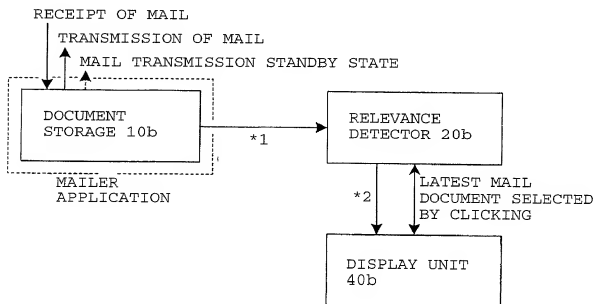 RECEIPT OF MAIL
TRANSMISSION OF MAIL
MAIL TRANSMISSION STANDBY STATE
DOCUMENT
STORAGE 10b
*1
RELEVANCE
DETECTOR 20b
MAILER
APPLICATION
*2
LATEST MAIL
DOCUMENT SELECTED
BY CLICKING
DISPLAY UNIT
40b